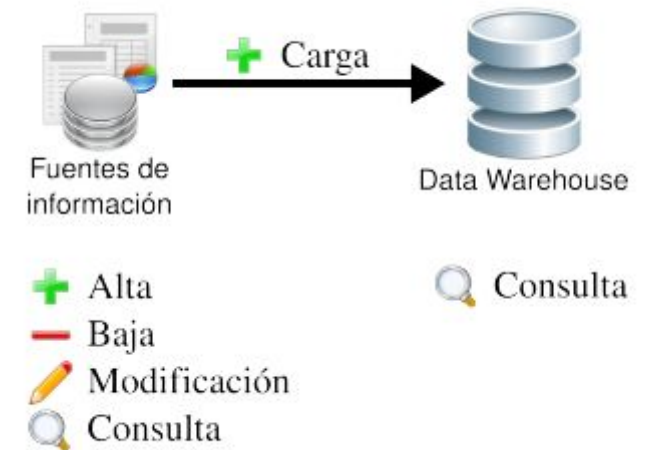 Carga
Fuentes de
información
Data Warehouse
Alta
Baja
Modificación
Consulta
Consulta